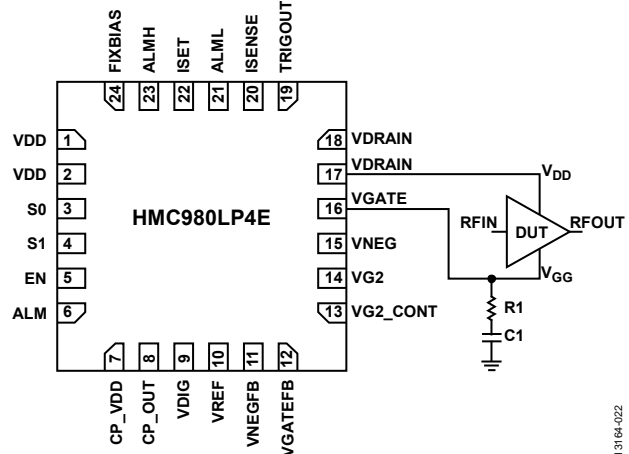 FIXBIAS
ALMH
ISET
ALML
ISENSE
TRIGOUT
24
23
22
21
20
19
VDD 1
VDD 2
S0 3
S1 4
EN 5
ALM 6
HMC980LP4E
18 VDRAIN
17 VDRAIN
16 VGATE
15 VNEG
14 VG2
13 VG2_CONT
VDD
RFIN
DUT
RFOUT
VGG
R1
C1
7
8
9
10
11
12
CP_VDD
CP_OUT
VDIG
VREF
VNEGFB
VGATEFB
13164-022